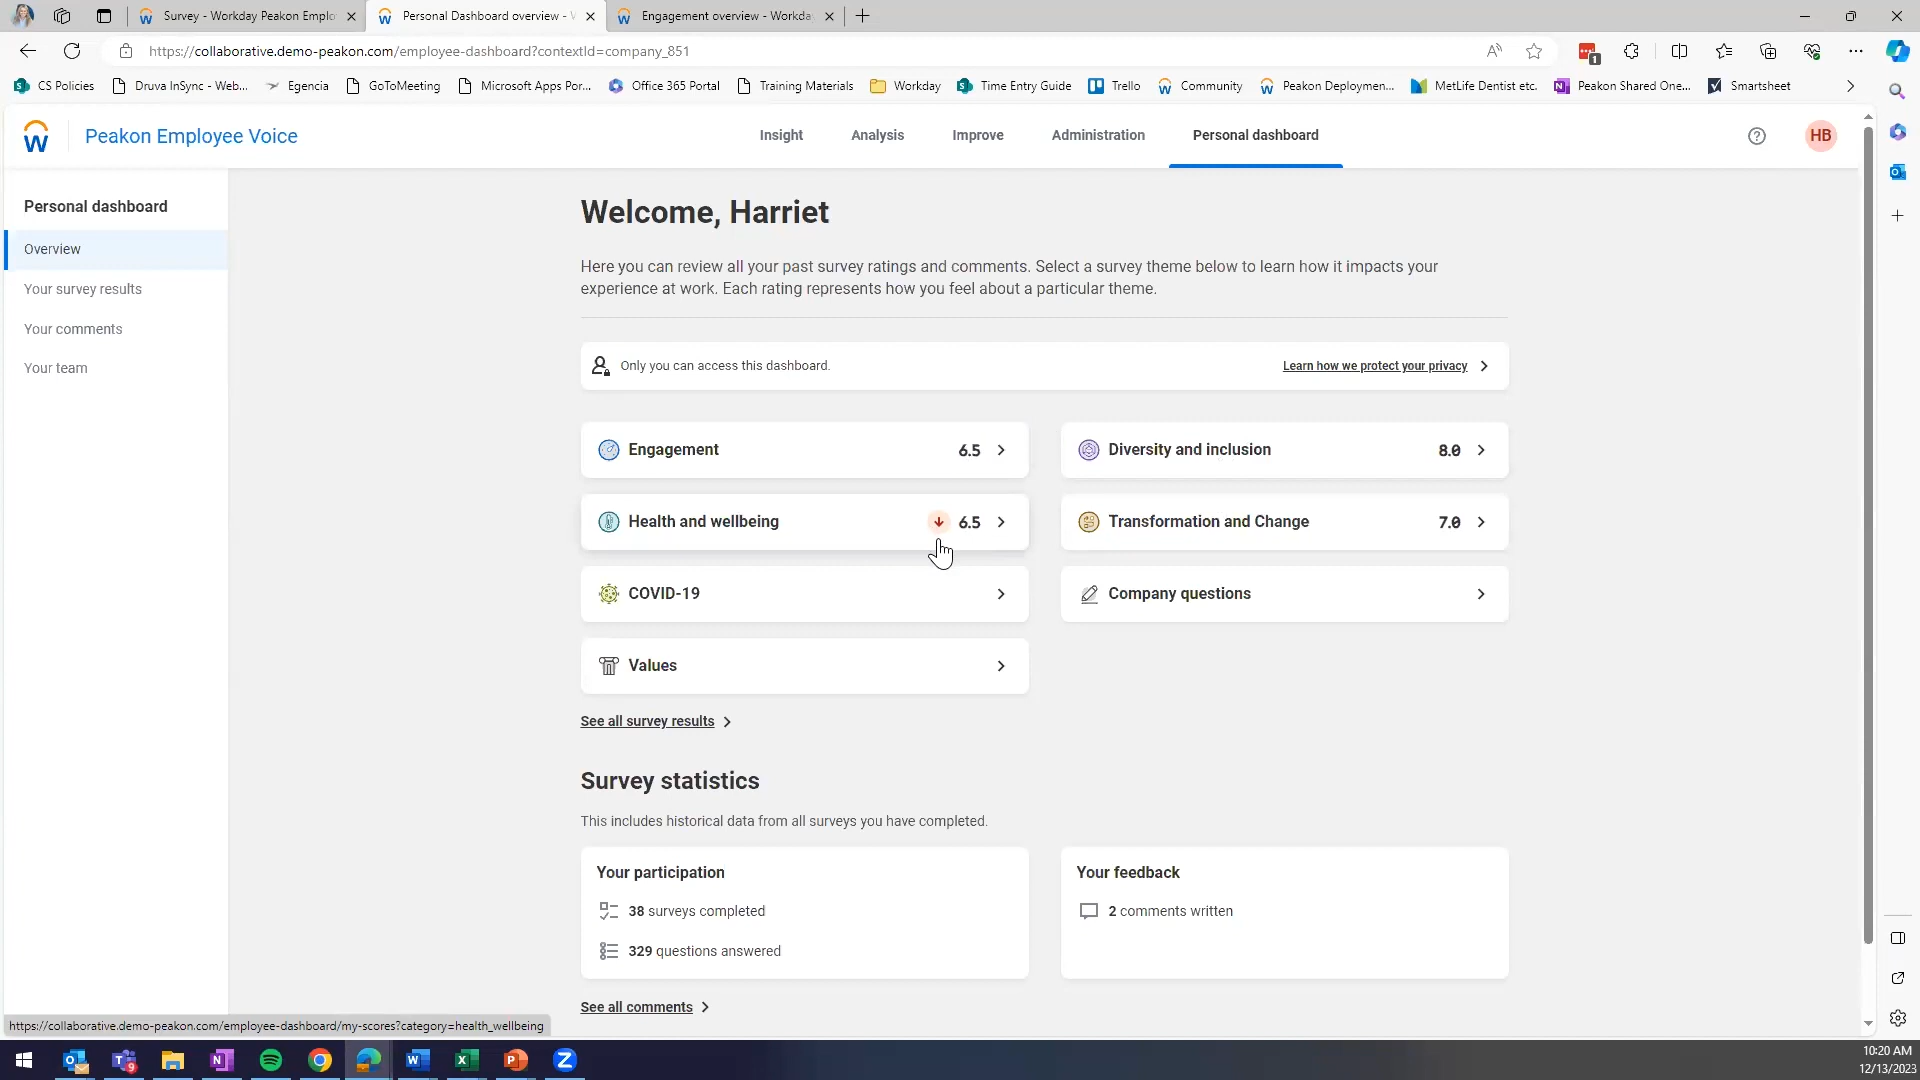 Survey - Workday Peakon Emplo
Personal Dashboard overview - W
Engagement overview - Workda
https://collaborative.demo-peakon.com/employee-dashboard?contextId=company_851
CS Policies
Druva InSync - Web...
Egencia
GoToMeeting
Microsoft Apps Por...
Office 365 Portal
Training Materials
Workday
Time Entry Guide
Trello
Community
Peakon Deploymen...
MetLife Dentist etc.
Peakon Shared One...
Smartsheet
Peakon Employee Voice
Insight
Analysis
Improve
Administration
Personal dashboard
HB
Personal dashboard
Overview
Your survey results
Your comments
Your team
Welcome, Harriet
Here you can review all your past survey ratings and comments. Select a survey theme below to learn how it impacts your
experience at work. Each rating represents how you feel about a particular theme.
Only you can access this dashboard.
Learn how we protect your privacy
Engagement 6.5
Diversity and inclusion 8.0
Health and wellbeing 6.5
Transformation and Change 7.0
COVID-19
Company questions
Values
See all survey results
Survey statistics
This includes historical data from all surveys you have completed.
Your participation
38 surveys completed
329 questions answered
Your feedback
2 comments written
See all comments
https://collaborative.demo-peakon.com/employee-dashboard/my-scores?category=health_wellbeing
10:20 AM
12/13/2023